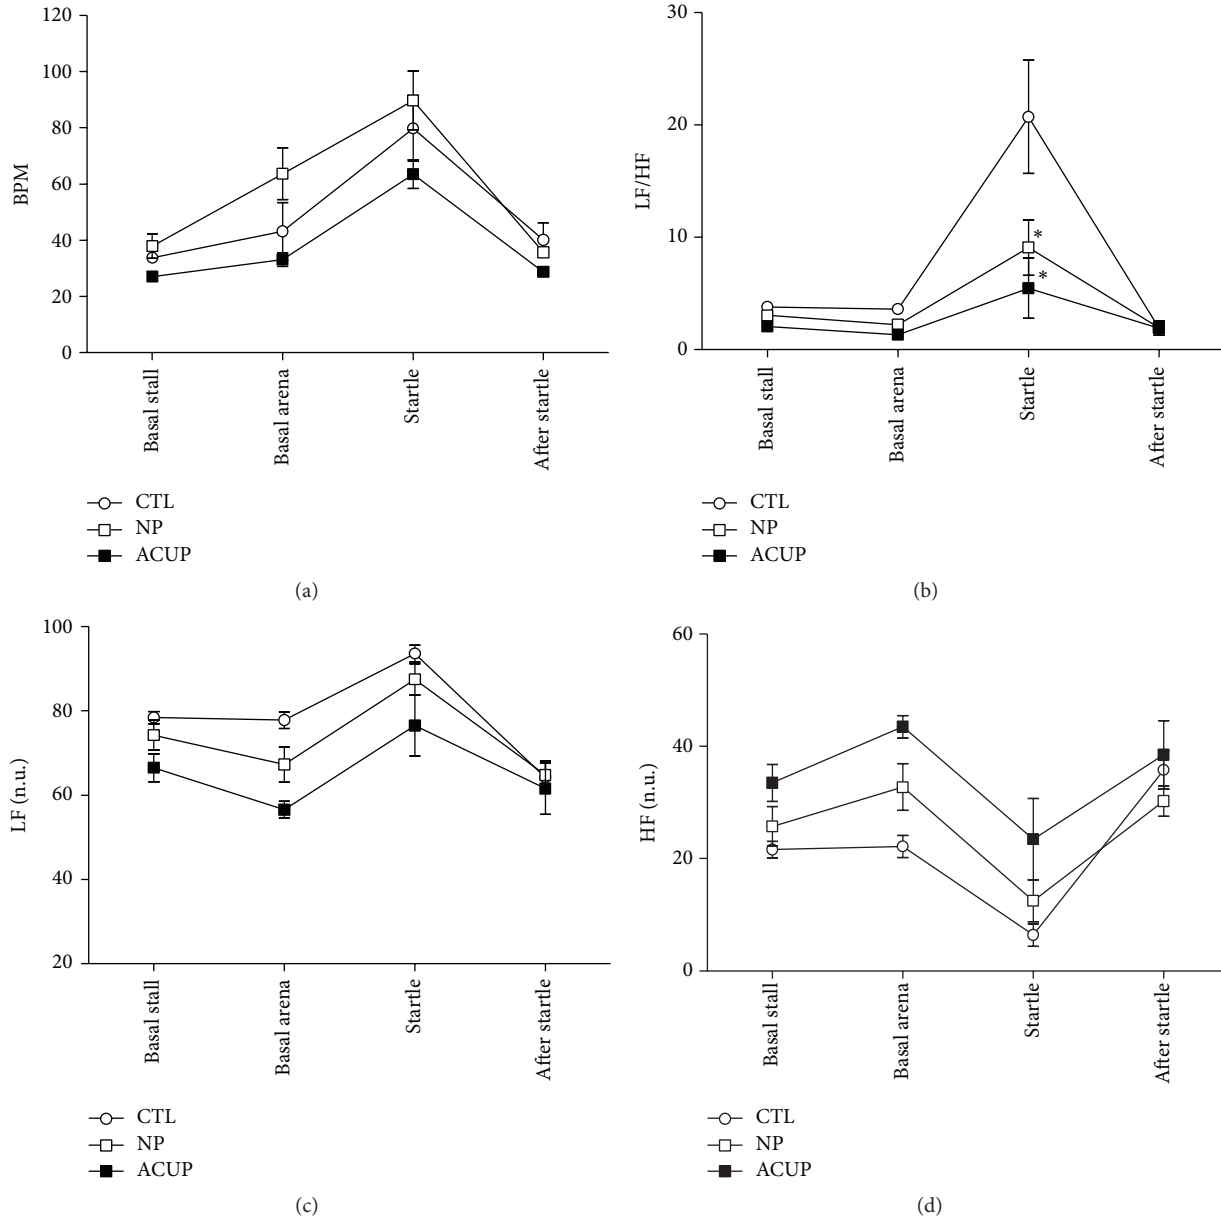 120
100
80
60
40
20
0
BPM
Basal stall
Basal arena
Startle
After startle
CTL
NP
ACUP
(a)
30
20
10
0
LF/HF
*
*
Basal stall
Basal arena
Startle
After startle
CTL
NP
ACUP
(b)
100
80
60
40
20
LF (n.u.)
Basal stall
Basal arena
Startle
After startle
CTL
NP
ACUP
(c)
60
40
20
0
HF (n.u.)
Basal stall
Basal arena
Startle
After startle
CTL
NP
ACUP
(d)